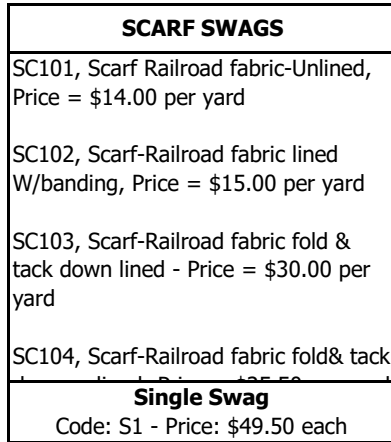 SCARF SWAGS
SC101, Scarf Railroad fabric-Unlined,
Price = $14.00 per yard
SC102, Scarf-Railroad fabric lined
W/banding, Price = $15.00 per yard
SC103, Scarf-Railroad fabric fold &
tack down lined - Price = $30.00 per
yard
SC104, Scarf-Railroad fabric fold& tack
Single Swag
Code: S1 - Price: $49.50 each